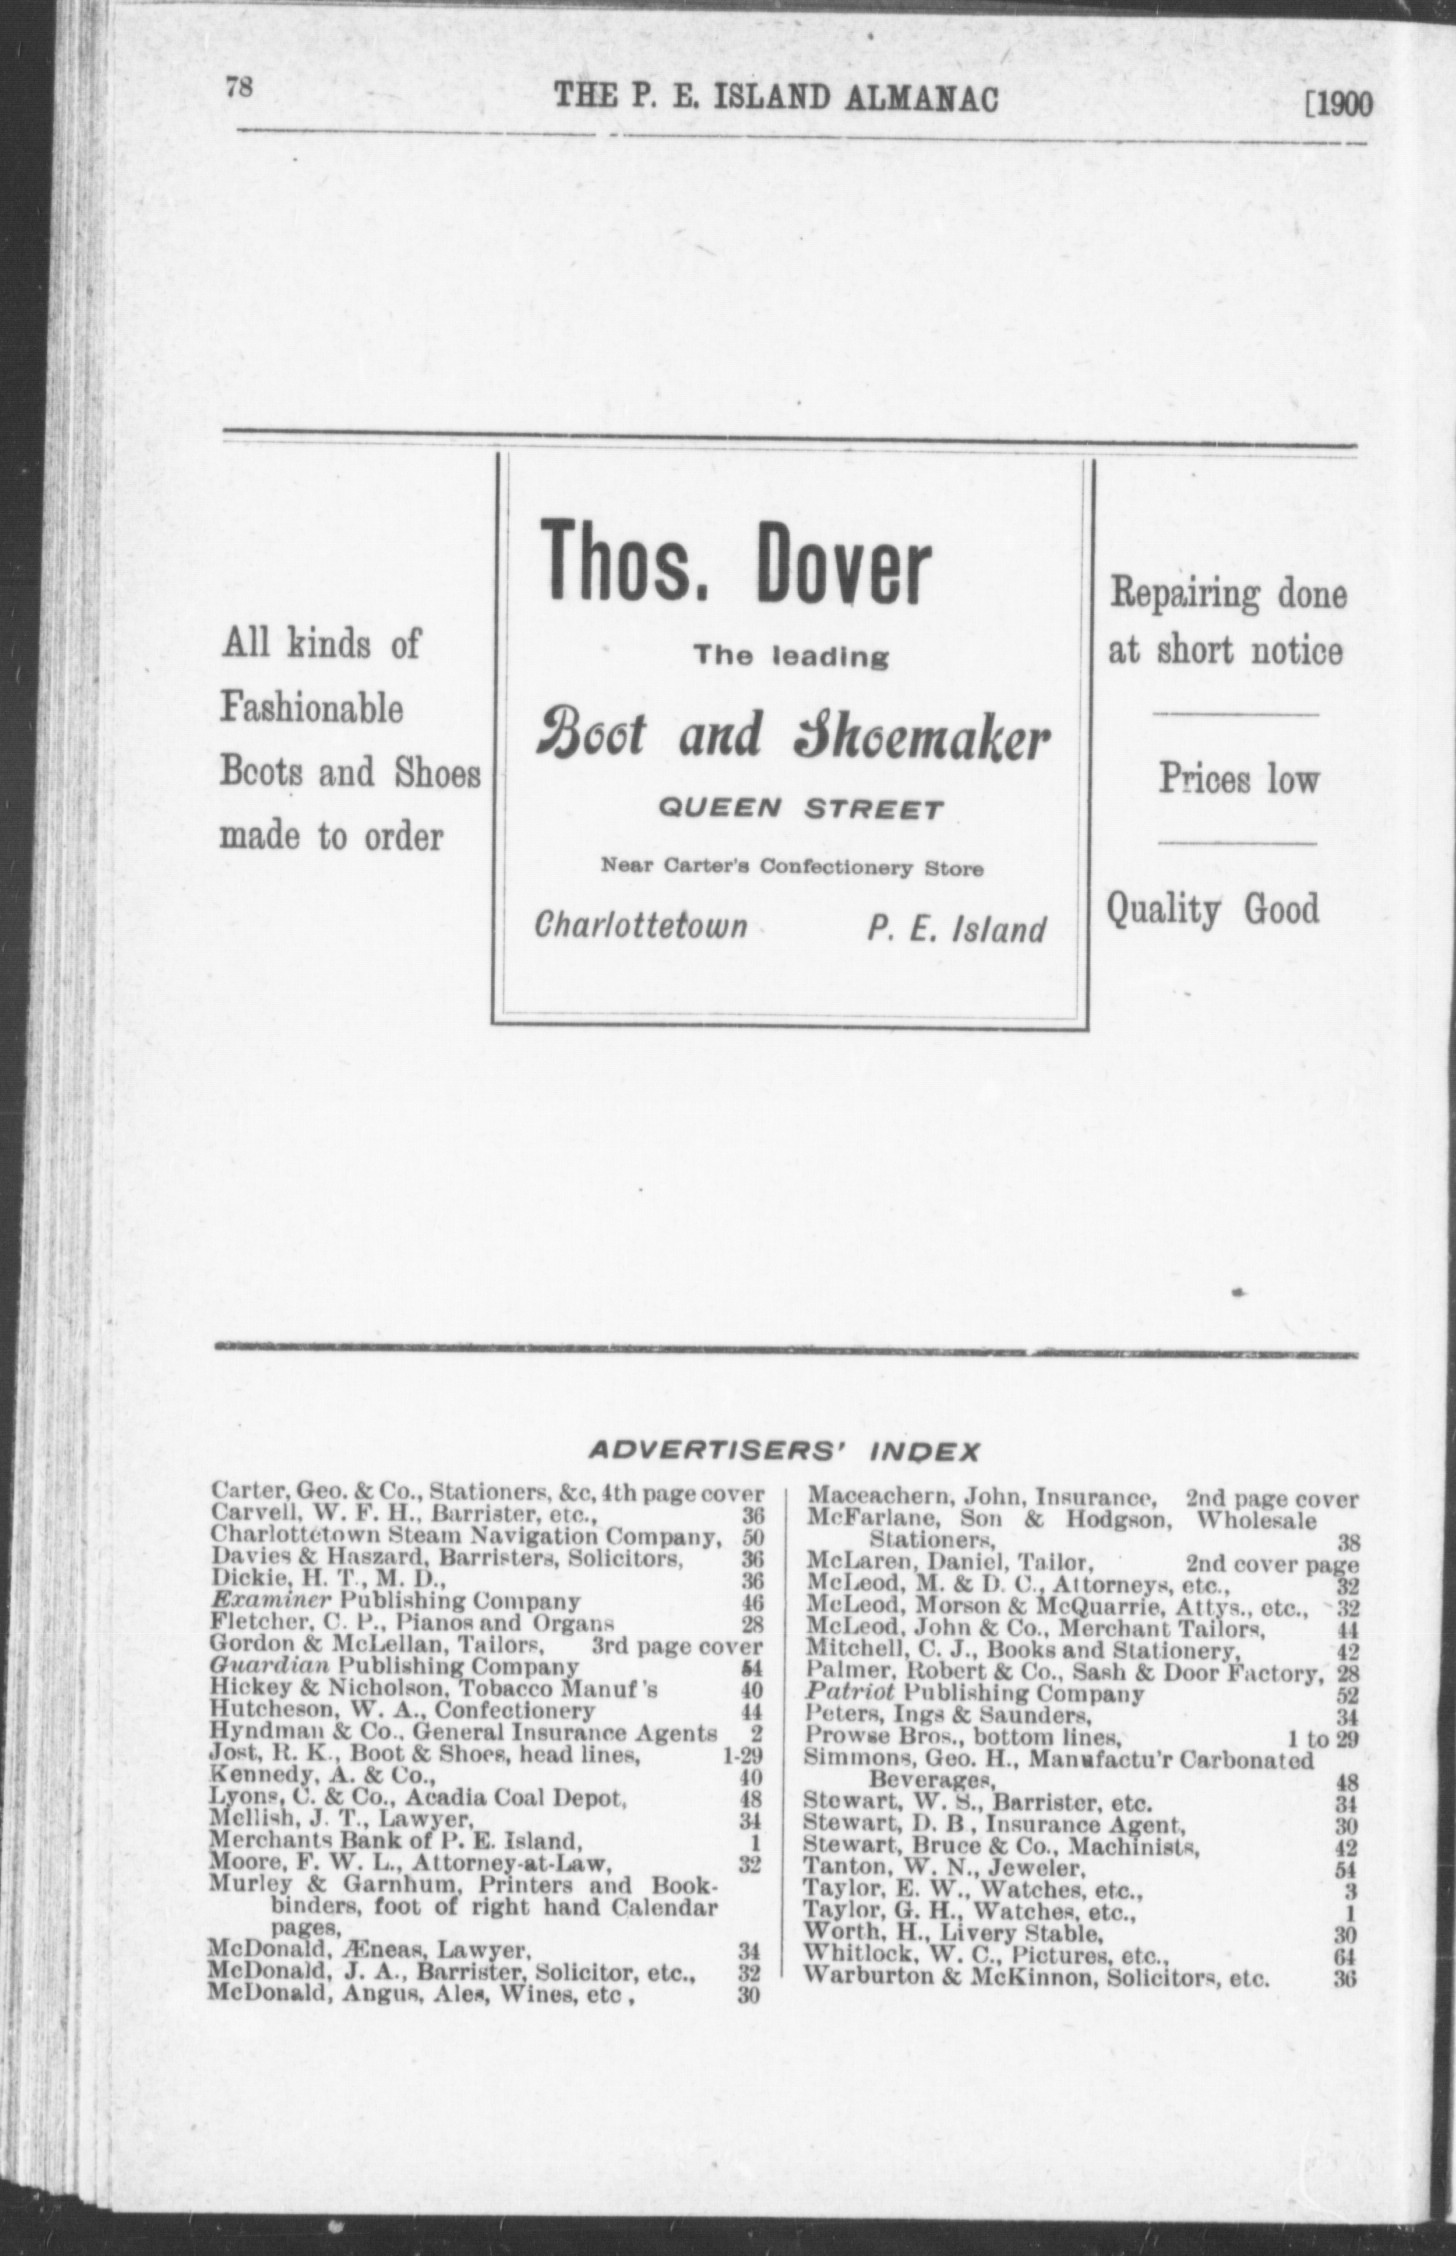 78 THE P. E. ISLAND ALMANAC [1900
All kinds of
Fashionable
Boots and Shoes
made to order
Thos. Dover
The leading
Boot and Shoemaker
QUEEN STREET
Near Carter's Confectionery Store
Charlottetown P. E. Island
Repairing done
at short notice
Prices low
Quality Good
ADVERTISERS' INDEX
Carter, Geo. & Co., Stationers, &c, 4th page cover
Carvell, W. F. H., Barrister, etc., 36
Charlottetown Steam Navigation Company, 50
Davies & Haszard, Barristers, Solicitors, 36
Dickie, H. T., M. D., 36
Examiner Publishing Company 46
Fletcher, C. P., Pianos and Organs 28
Gordon & McLellan, Tailors, 3rd page cover
Guardian Publishing Company 54
Hickey & Nicholson, Tobacco Manuf's 40
Hutcheson, W. A., Confectionery 44
Hyndman & Co., General Insurance Agents 2
Jost, R. K., Boot & Shoes, head lines, 1-29
Kennedy, A. & Co., 40
Lyons, C. & Co., Acadia Coal Depot, 48
Mellish, J. T., Lawyer, 34
Merchants Bank of P. E. Island, 1
Moore, F. W. L., Attorney-at-Law, 32
Murley & Garnhum, Printers and Book-
binders, foot of right hand Calendar
pages,
McDonald, Æneas, Lawyer, 34
McDonald, J. A., Barrister, Solicitor, etc., 32
McDonald, Angus, Ales, Wines, etc , 30
Maceachern, John, Insurance, 2nd page cover
McFarlane, Son & Hodgson, Wholesale
Stationers, 38
McLaren, Daniel, Tailor, 2nd cover page
McLeod, M. & D. C., Attorneys, etc., 32
McLeod, Morson & McQuarrie, Attys., etc., 32
McLeod, John & Co., Merchant Tailors, 44
Mitchell, C. J., Books and Stationery, 42
Palmer, Robert & Co., Sash & Door Factory, 28
Patriot Publishing Company 52
Peters, Ings & Saunders, 34
Prowse Bros., bottom lines, 1 to 29
Simmons, Geo. H., Manufactu'r Carbonated
Beverages, 48
Stewart, W. S., Barrister, etc. 34
Stewart, D. B , Insurance Agent, 30
Stewart, Bruce & Co., Machinists, 42
Tanton, W. N., Jeweler, 54
Taylor, E. W., Watches, etc., 3
Taylor, G. H., Watches, etc., 1
Worth, H., Livery Stable, 30
Whitlock, W. C., Pictures, etc., 64
Warburton & McKinnon, Solicitors, etc. 36